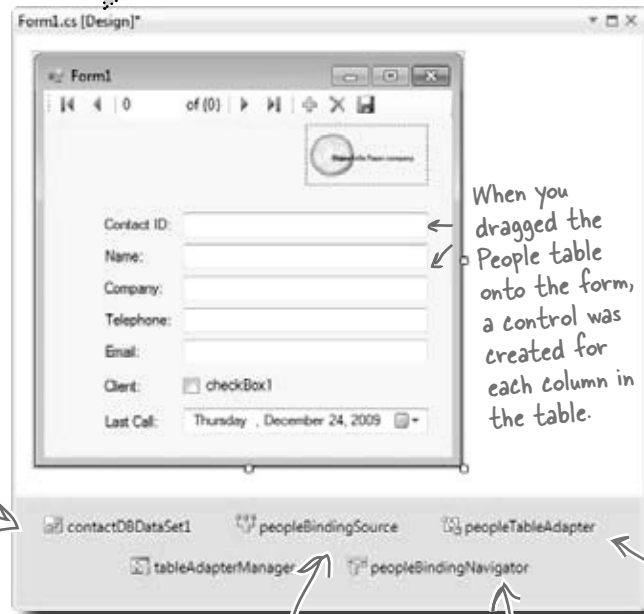 Form1.cs [Design]*
Form1
0 of {0}
Paper company
Contact ID:
Name:
Company:
Telephone:
Email:
Client: checkBox1
Last Call: Thursday , December 24, 2009
When you
dragged the
People table
onto the form,
a control was
created for
each column in
the table.
contactDBDataSet1 peopleBindingSource peopleTableAdapter
tableAdapterManager peopleBindingNavigator